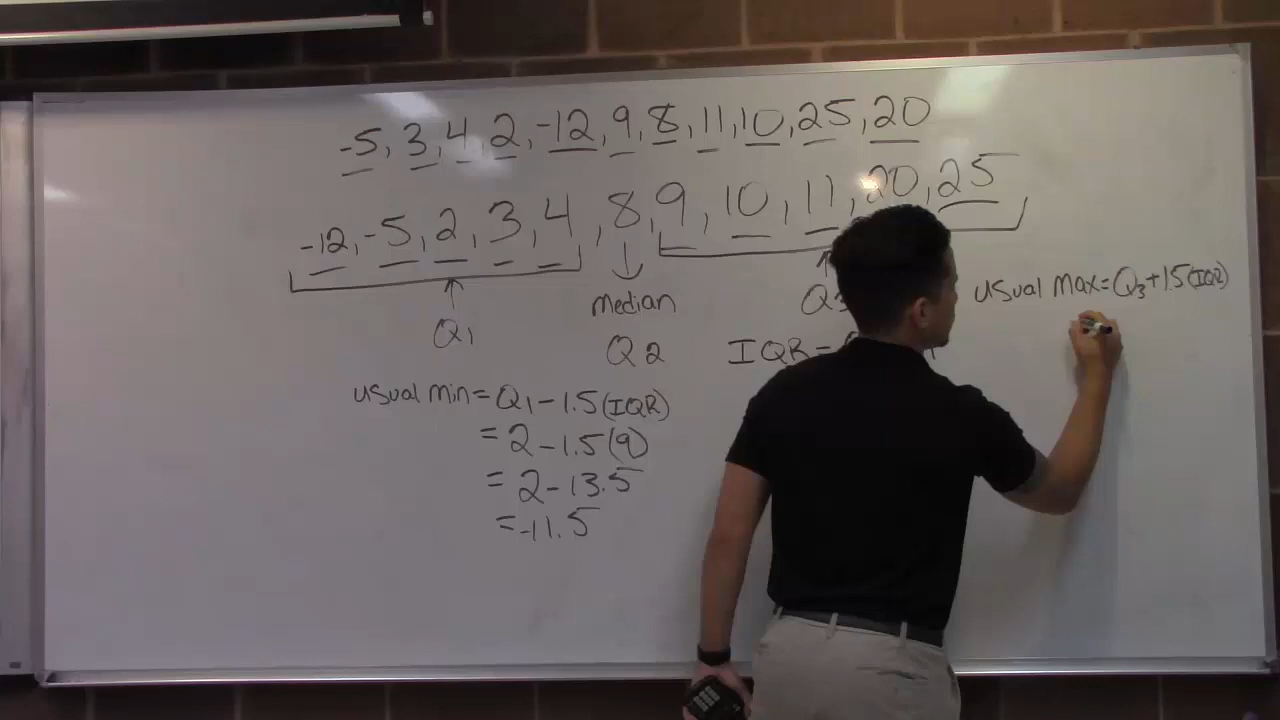 -5, 3, 4, 2, -12, 9, 8, 11, 10, 25, 20
-12, -5, 2, 3, 4, 8, 9, 10, 11, 20, 25
Q1
median
Q2
Q3
IQR =
usual min = Q1 - 1.5(IQR)
= 2 - 1.5(9)
= 2 - 13.5
= -11.5
usual max = Q3 + 1.5(IQR)